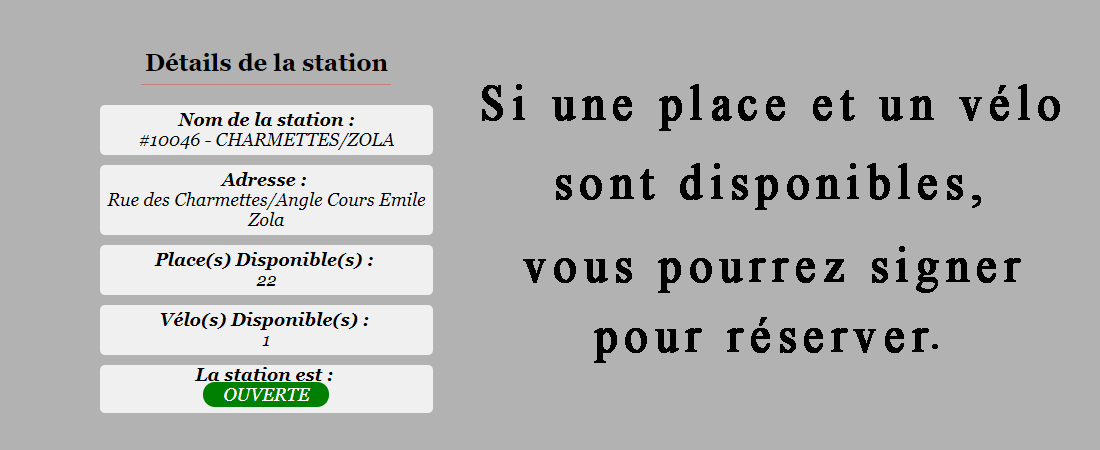 Détails de la station
Nom de la station :
#10046 - CHARMETTES/ZOLA
Adresse :
Rue des Charmettes/Angle Cours Emile
Zola
Place(s) Disponible(s) :
22
Vélo(s) Disponible(s) :
1
La station est :
OUVERTE
Si une place et un vélo
sont disponibles,
vous pourrez signer
pour réserver.